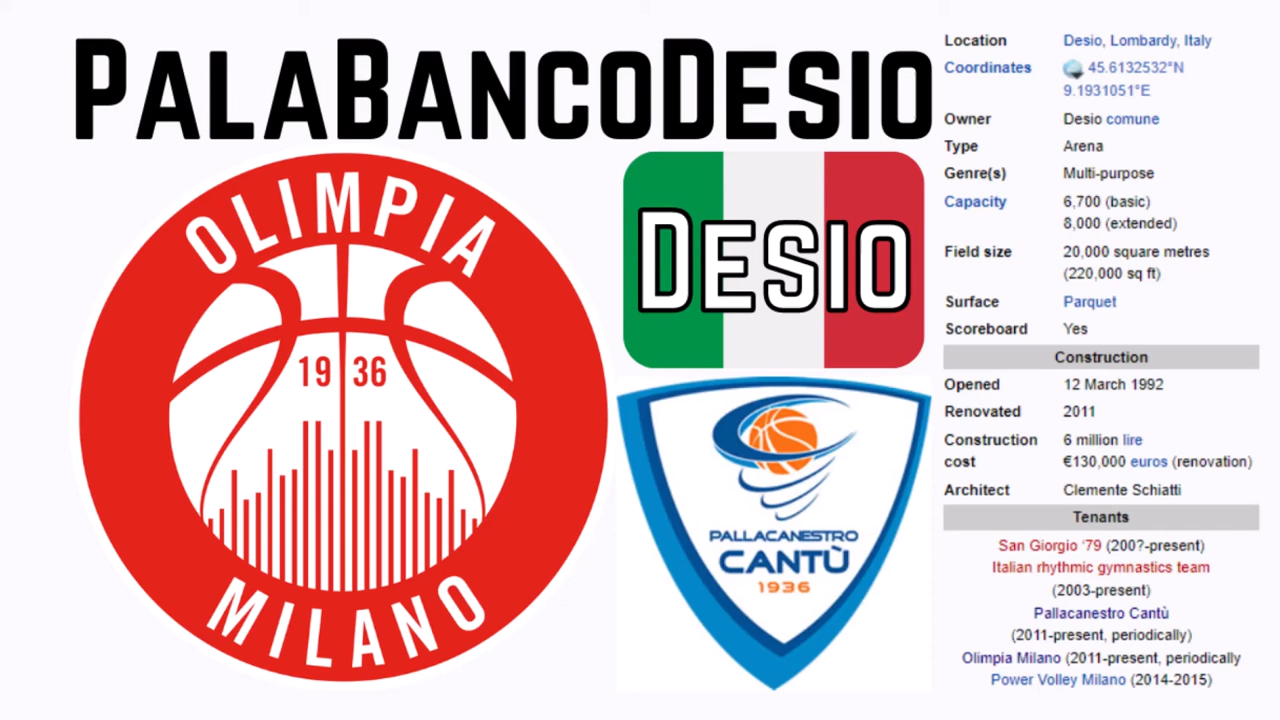 PALABANCODESIO
OLIMPIA
19 36
MILANO
DESIO
PALLACANESTRO
CANTÙ
1936
Location Desio, Lombardy, Italy
Coordinates 45.6132532°N
9.1931051°E
Owner Desio comune
Type Arena
Genre(s) Multi-purpose
Capacity 6,700 (basic)
8,000 (extended)
Field size 20,000 square metres
(220,000 sq ft)
Surface Parquet
Scoreboard Yes
Construction
Opened 12 March 1992
Renovated 2011
Construction 6 million lire
cost €130,000 euros (renovation)
Architect Clemente Schiatti
Tenants
San Giorgio '79 (200?-present)
Italian rhythmic gymnastics team
(2003-present)
Pallacanestro Cantù
(2011-present, periodically)
Olimpia Milano (2011-present, periodically
Power Volley Milano (2014-2015)